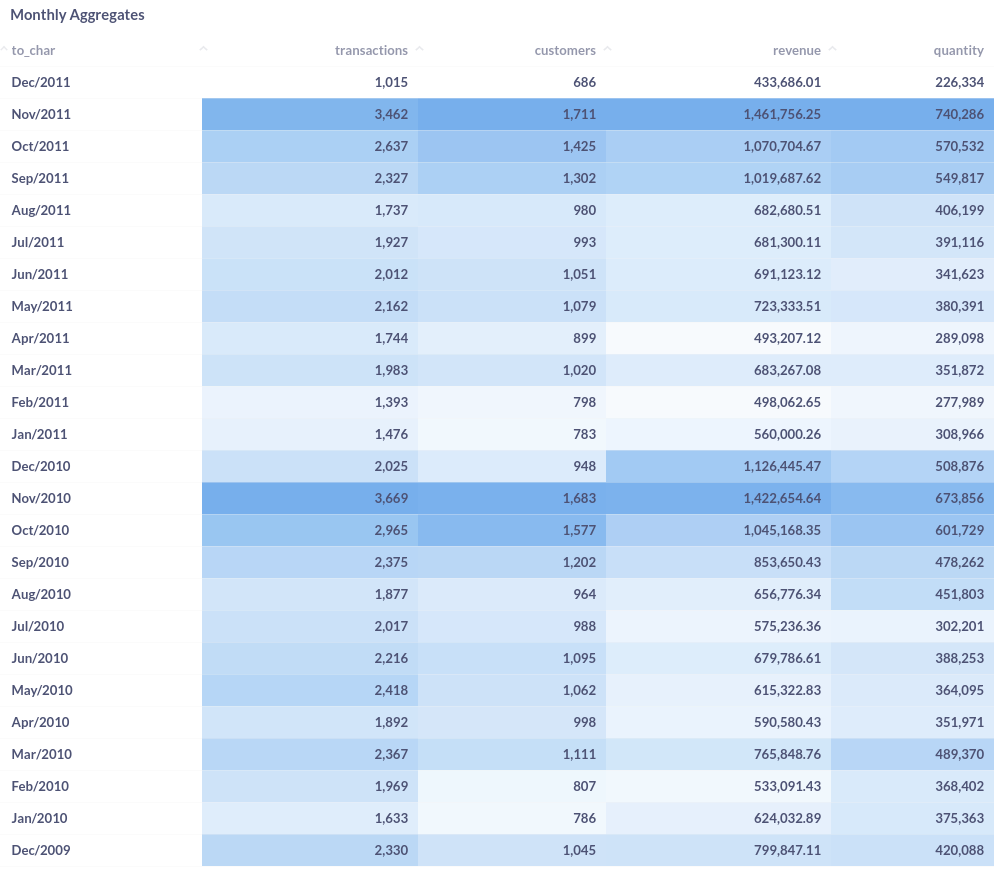 Monthly Aggregates
to_char transactions customers revenue quantity
Dec/2011 1,015 686 433,686.01 226,334
Nov/2011 3,462 1,711 1,461,756.25 740,286
Oct/2011 2,637 1,425 1,070,704.67 570,532
Sep/2011 2,327 1,302 1,019,687.62 549,817
Aug/2011 1,737 980 682,680.51 406,199
Jul/2011 1,927 993 681,300.11 391,116
Jun/2011 2,012 1,051 691,123.12 341,623
May/2011 2,162 1,079 723,333.51 380,391
Apr/2011 1,744 899 493,207.12 289,098
Mar/2011 1,983 1,020 683,267.08 351,872
Feb/2011 1,393 798 498,062.65 277,989
Jan/2011 1,476 783 560,000.26 308,966
Dec/2010 2,025 948 1,126,445.47 508,876
Nov/2010 3,669 1,683 1,422,654.64 673,856
Oct/2010 2,965 1,577 1,045,168.35 601,729
Sep/2010 2,375 1,202 853,650.43 478,262
Aug/2010 1,877 964 656,776.34 451,803
Jul/2010 2,017 988 575,236.36 302,201
Jun/2010 2,216 1,095 679,786.61 388,253
May/2010 2,418 1,062 615,322.83 364,095
Apr/2010 1,892 998 590,580.43 351,971
Mar/2010 2,367 1,111 765,848.76 489,370
Feb/2010 1,969 807 533,091.43 368,402
Jan/2010 1,633 786 624,032.89 375,363
Dec/2009 2,330 1,045 799,847.11 420,088